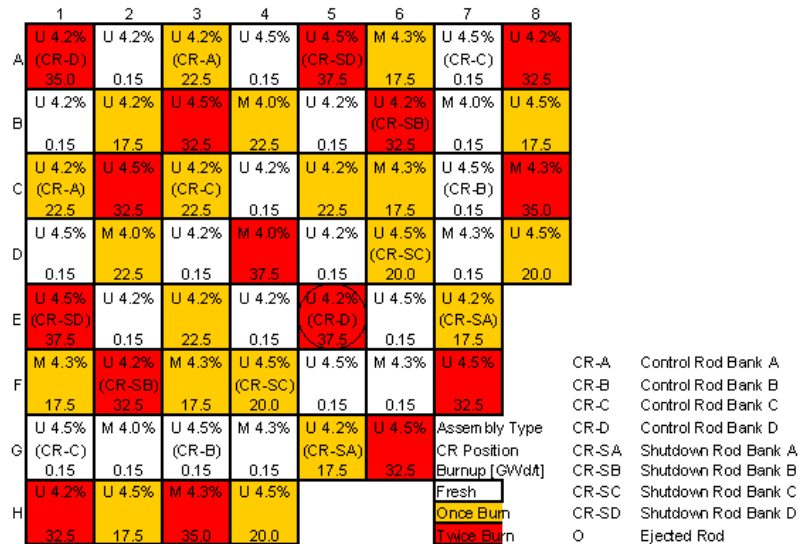 1 2 3 4 5 6 7 8
U 4.2% U 4.2% U 4.2% U 4.5% U 4.5% M 4.3% U 4.5% U 4.2%
A (CR-D) (CR-A) (CR-SD) (CR-C)
35.0 0.15 22.5 0.15 37.5 17.5 0.15 32.5
U 4.2% U 4.2% U 4.5% M 4.0% U 4.2% U 4.2% M 4.0% U 4.5%
B (CR-SB)
0.15 17.5 32.5 22.5 0.15 32.5 0.15 17.5
U 4.2% U 4.5% U 4.2% U 4.2% U 4.2% M 4.3% U 4.5% M 4.3%
C (CR-A) (CR-C) (CR-B)
22.5 32.5 22.5 0.15 22.5 17.5 0.15 35.0
U 4.5% M 4.0% U 4.2% M 4.0% U 4.2% U 4.5% M 4.3% U 4.5%
D (CR-SC)
0.15 22.5 0.15 37.5 0.15 20.0 0.15 20.0
U 4.5% U 4.2% U 4.2% U 4.2% U 4.2% U 4.5% U 4.2%
E (CR-SD) (CR-D) (CR-SA)
37.5 0.15 22.5 0.15 37.5 0.15 17.5
M 4.3% U 4.2% M 4.3% U 4.5% U 4.5% M 4.3% U 4.5%
F (CR-SB) (CR-SC)
17.5 32.5 17.5 20.0 0.15 0.15 32.5
U 4.5% M 4.0% U 4.5% M 4.3% U 4.2% U 4.5%
G (CR-C) (CR-B) (CR-SA)
0.15 0.15 0.15 0.15 17.5 32.5
U 4.2% U 4.5% M 4.3% U 4.5%
H
32.5 17.5 35.0 20.0
Assembly Type
CR Position
Burnup [GWd/t]
Fresh
Once Burn
Twice Burn
CR-A Control Rod Bank A
CR-B Control Rod Bank B
CR-C Control Rod Bank C
CR-D Control Rod Bank D
CR-SA Shutdown Rod Bank A
CR-SB Shutdown Rod Bank B
CR-SC Shutdown Rod Bank C
CR-SD Shutdown Rod Bank D
O Ejected Rod